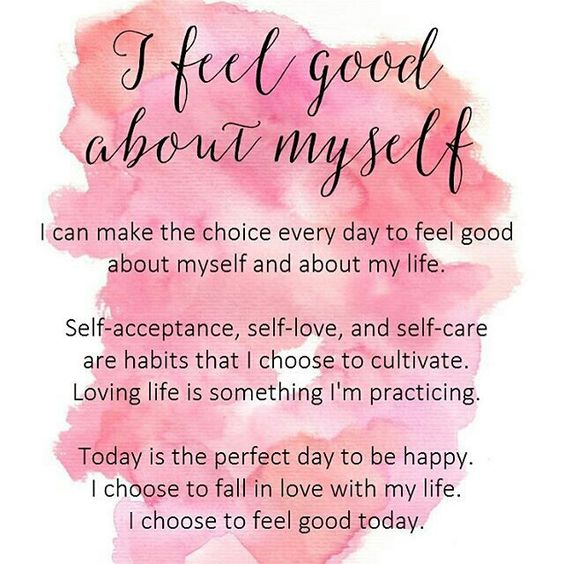 I feel good
about myself
I can make the choice every day to feel good
about myself and about my life.
Self-acceptance, self-love, and self-care
are habits that I choose to cultivate.
Loving life is something I'm practicing.
Today is the perfect day to be happy.
I choose to fall in love with my life.
I choose to feel good today.